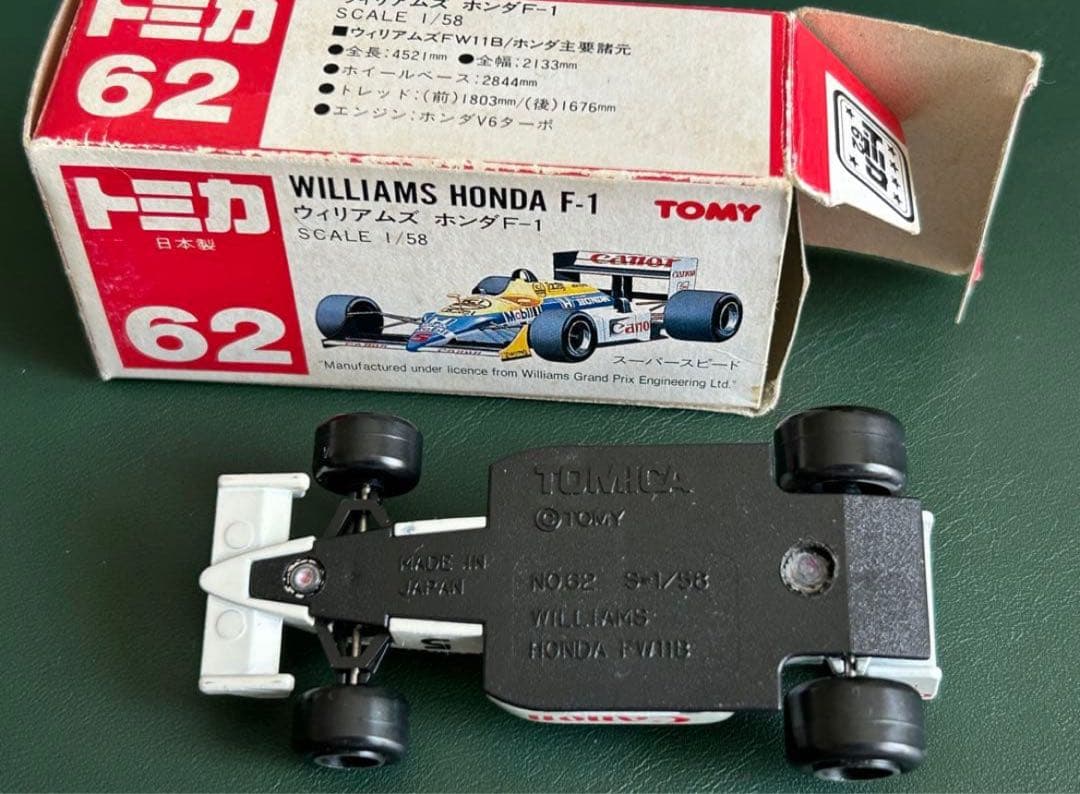 トミカ
62
ウィリアムズ ホンダF-1
SCALE 1/58
■ウィリアムズFW11B/ホンダ主要諸元
●全長:4521mm ●全幅:2133mm
●ホイールベース:2844mm
●トレッド:(前)1803mm/(後)1676mm
●エンジン:ホンダV6ターボ
トミカ
日本製
62
WILLIAMS HONDA F-1
ウィリアムズ ホンダF-1
SCALE 1/58
TOMY
Canon
Canon
HONDA
Mobil
Canon
5
Canon
スーパースピード
"Manufactured under licence from Williams Grand Prix Engineering Ltd."
TOMICA
©TOMY
MADE IN
JAPAN
NO.62 S=1/58
WILLIAMS
HONDA FW11B
5
Canon